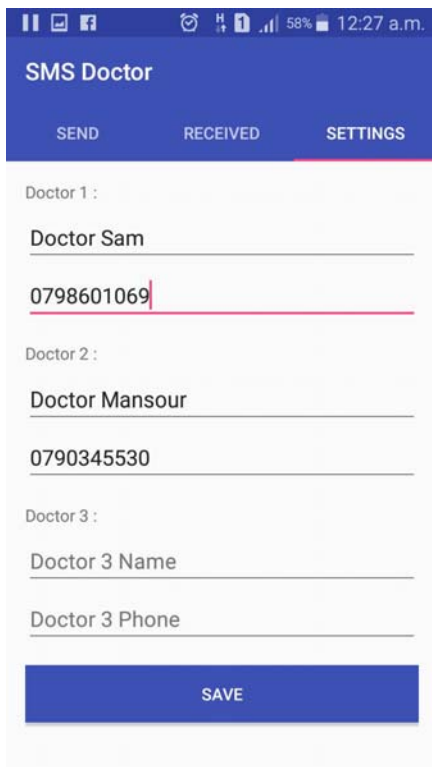 58% 12:27 a.m.
SMS Doctor
SEND RECEIVED SETTINGS
Doctor 1 :
Doctor Sam
0798601069
Doctor 2 :
Doctor Mansour
0790345530
Doctor 3 :
Doctor 3 Name
Doctor 3 Phone
SAVE